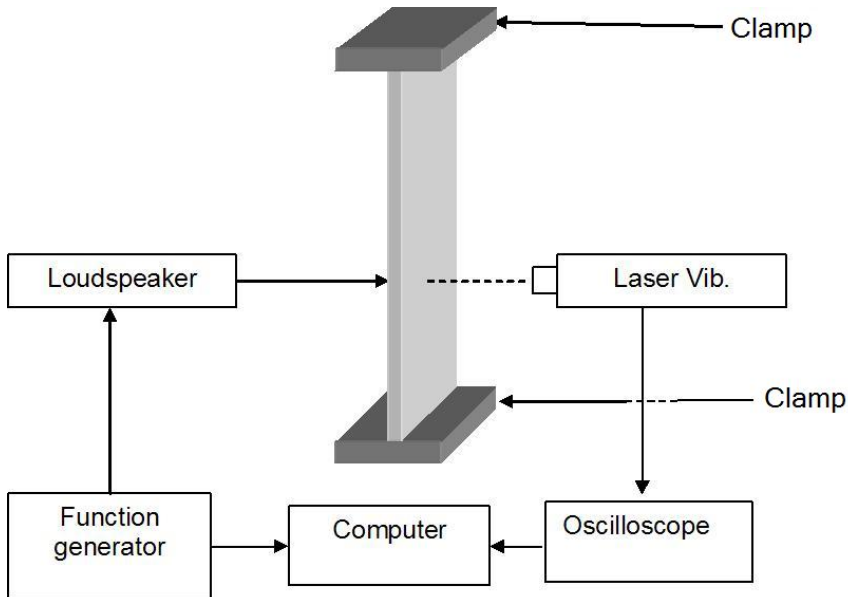 Clamp
Loudspeaker
Laser Vib.
Clamp
Function
generator
Computer
Oscilloscope